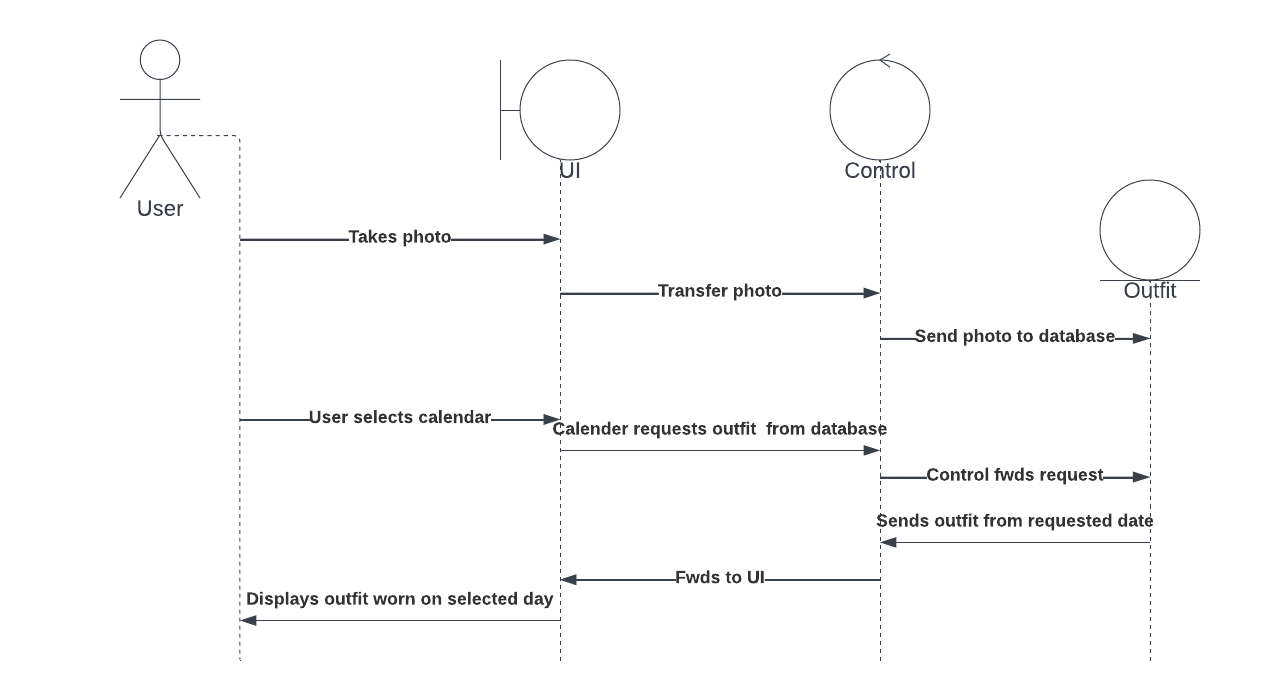 UI
Control
User
Takes photo
Outfit
Transfer photo
Send photo to database
User selects calendar
Calender requests outfit  from database
Control fwds request
Sends outfit from requested date
Fwds to UI
Displays outfit worn on selected day